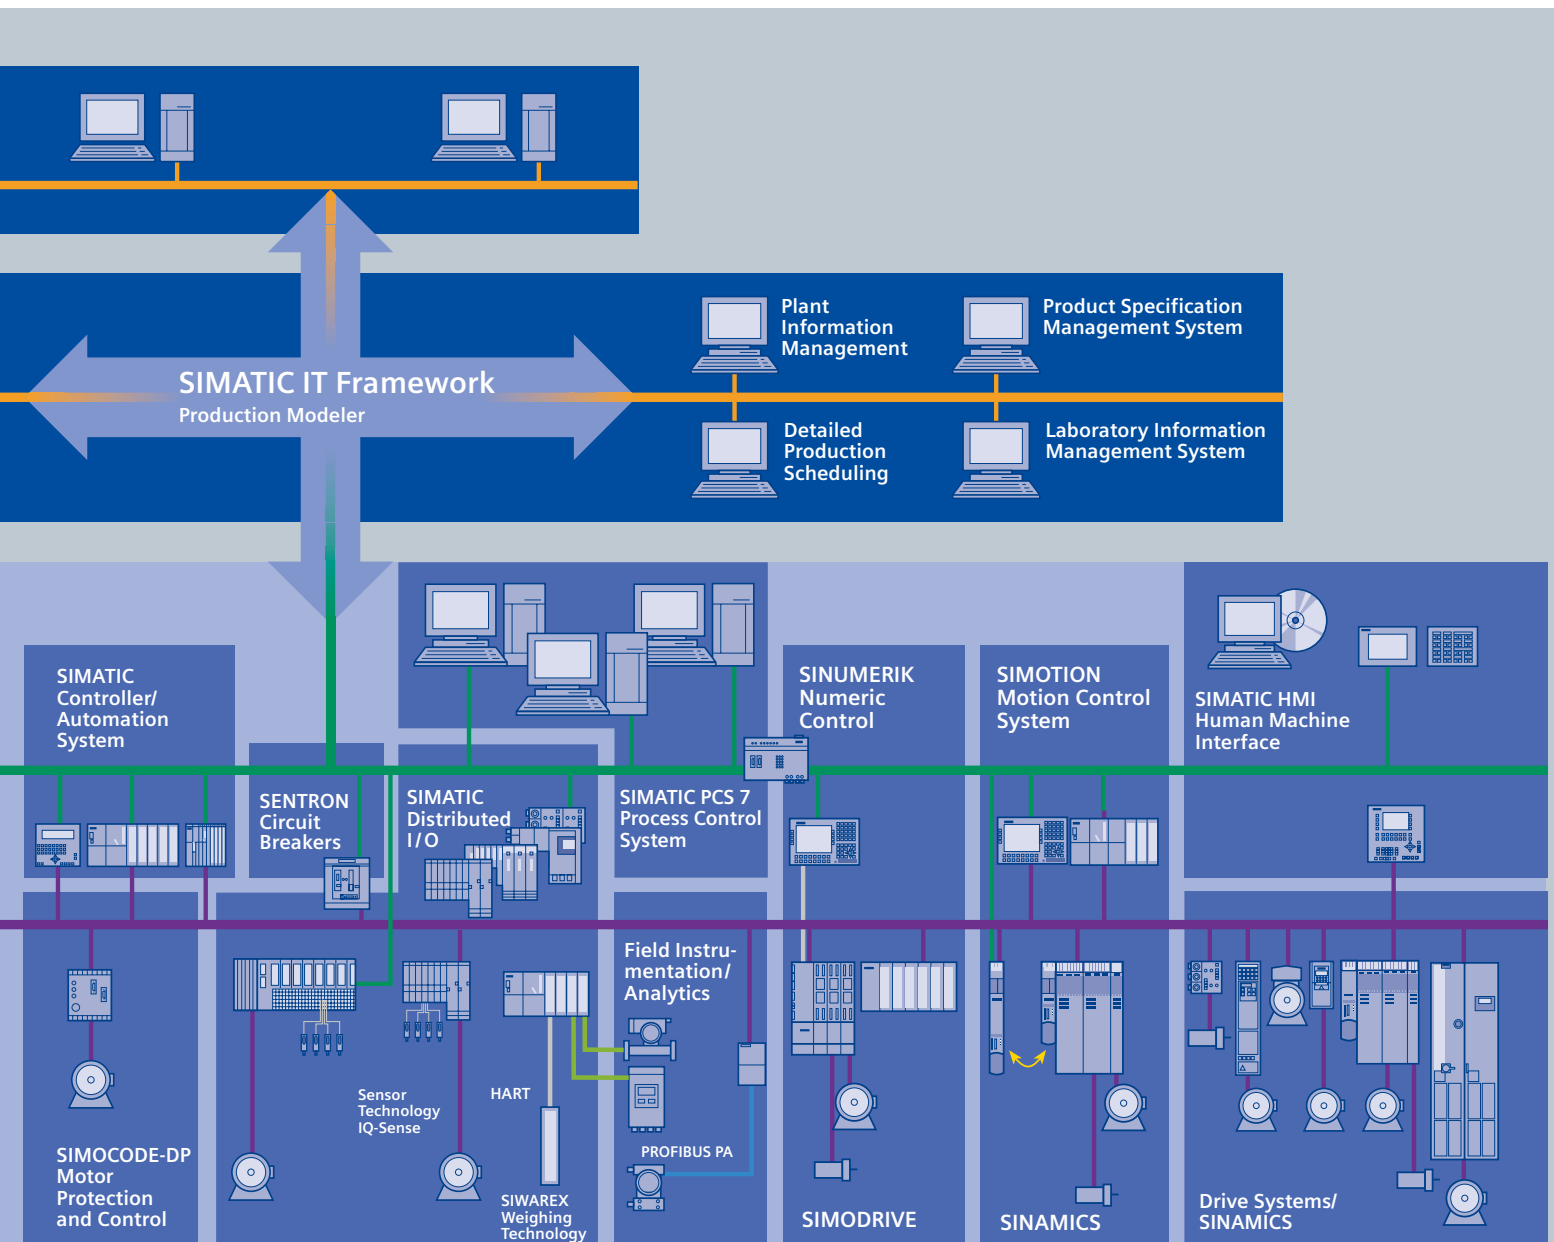 Plant
Information
Management
Product Specification
Management System
SIMATIC IT Framework
Production Modeler
Detailed
Production
Scheduling
Laboratory Information
Management System
SIMATIC
Controller/
Automation
System
SINUMERIK
Numeric
Control
SIMOTION
Motion Control
System
SIMATIC HMI
Human Machine
Interface
SENTRON
Circuit
Breakers
SIMATIC
Distributed
I/O
SIMATIC PCS 7
Process Control
System
Field Instru-
mentation/
Analytics
Sensor
Technology
IQ-Sense
HART
PROFIBUS PA
SIMOCODE-DP
Motor
Protection
and Control
SIWAREX
Weighing
Technology
SIMODRIVE
SINAMICS
Drive Systems/
SINAMICS